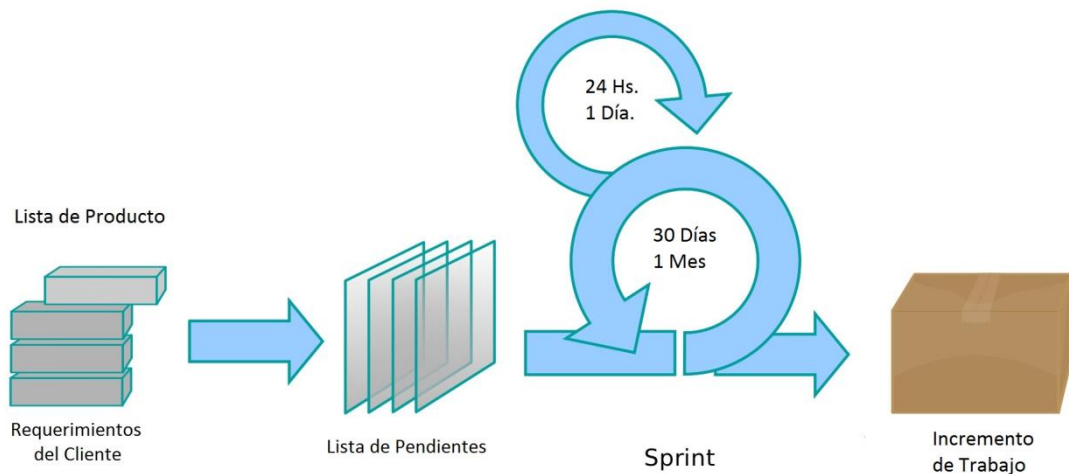 24 Hs.
1 Día.
30 Días
1 Mes
Lista de Producto
Requerimientos
del Cliente
Lista de Pendientes
Sprint
Incremento
de Trabajo